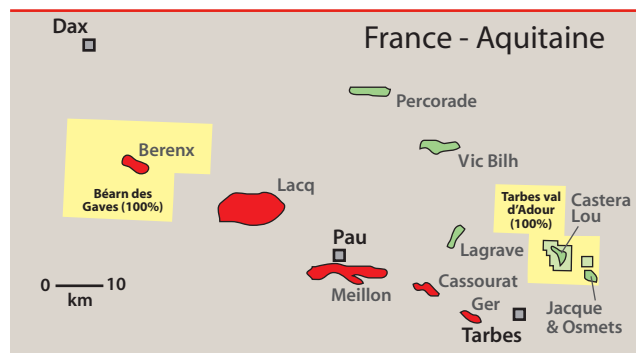 Dax
France - Aquitaine
Percorade
Berenx
Vic Bilh
Béarn des
Gaves (100%)
Lacq
Tarbes val
d'Adour
(100%)
Castera
Lou
Pau
Lagrave
0 10
km
Meillon
Cassourat
Ger
Jacque
& Osmets
Tarbes